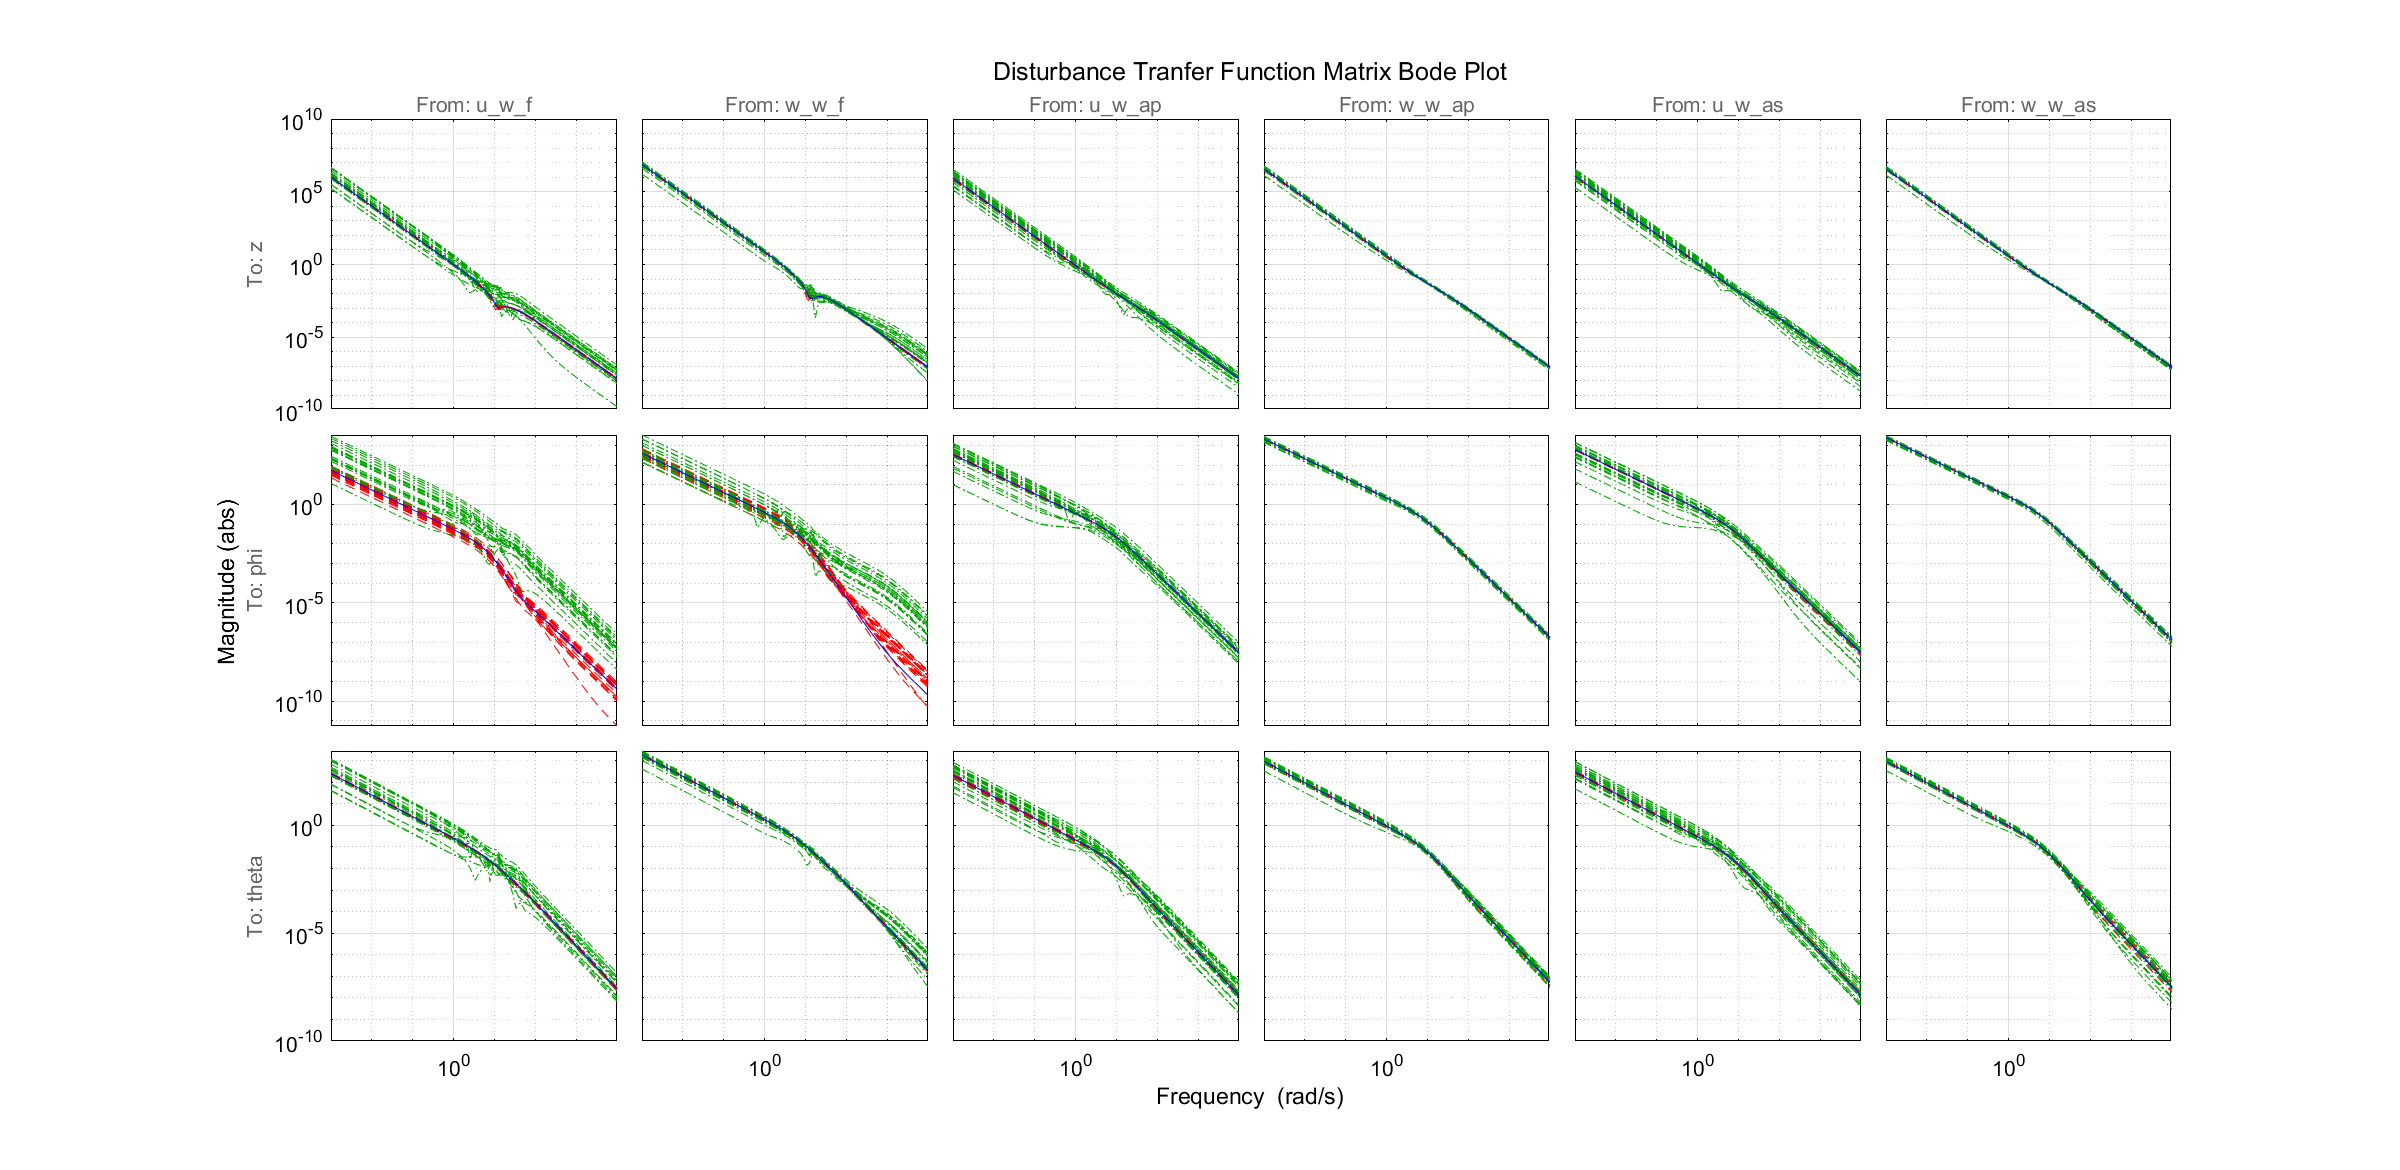 Disturbance Tranfer Function Matrix Bode Plot
From: u_w_f From: w_w_f From: u_w_ap From: w_w_ap From: u_w_as From: w_w_as
10^10
10^5
To: z
10^0
10^-5
10^-10
Magnitude (abs)
To: phi
10^0
10^-5
10^-10
To: theta
10^0
10^-5
10^-10
10^0 10^0 10^0 10^0 10^0 10^0
Frequency (rad/s)